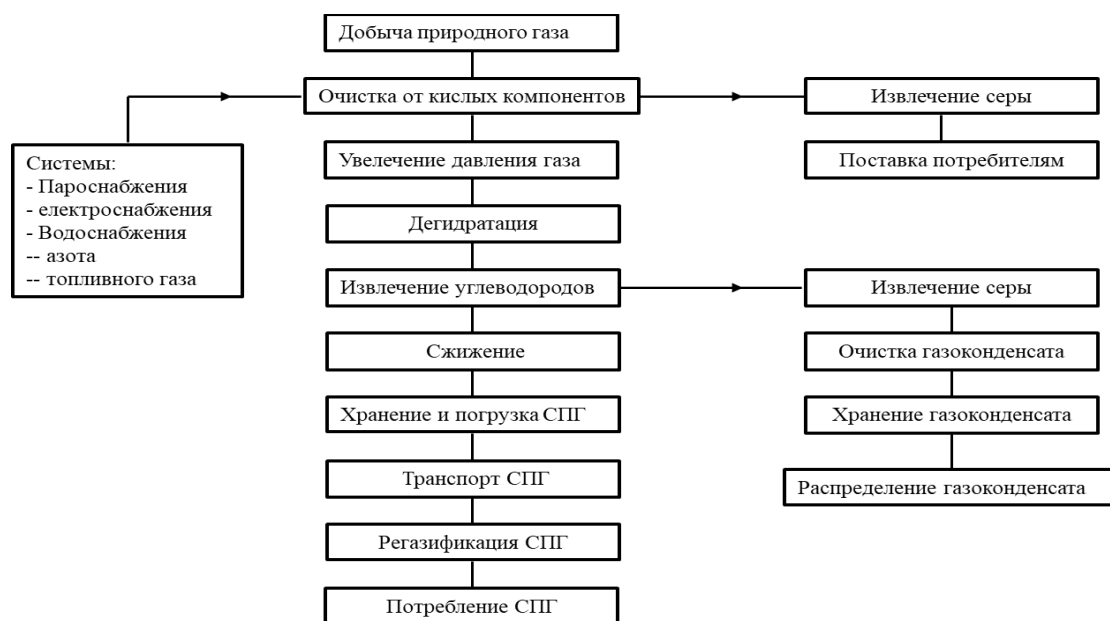 Добыча природного газа
Очистка от кислых компонентов
Извлечение серы
Системы:
- Пароснабжения
- електроснабжения
- Водоснабжения
-- азота
-- топливного газа
Увелечение давления газа
Поставка потребителям
Дегидратация
Извлечение углеводородов
Извлечение серы
Сжижение
Очистка газоконденсата
Хранение и погрузка СПГ
Хранение газоконденсата
Транспорт СПГ
Распределение газоконденсата
Регазификация СПГ
Потребление СПГ